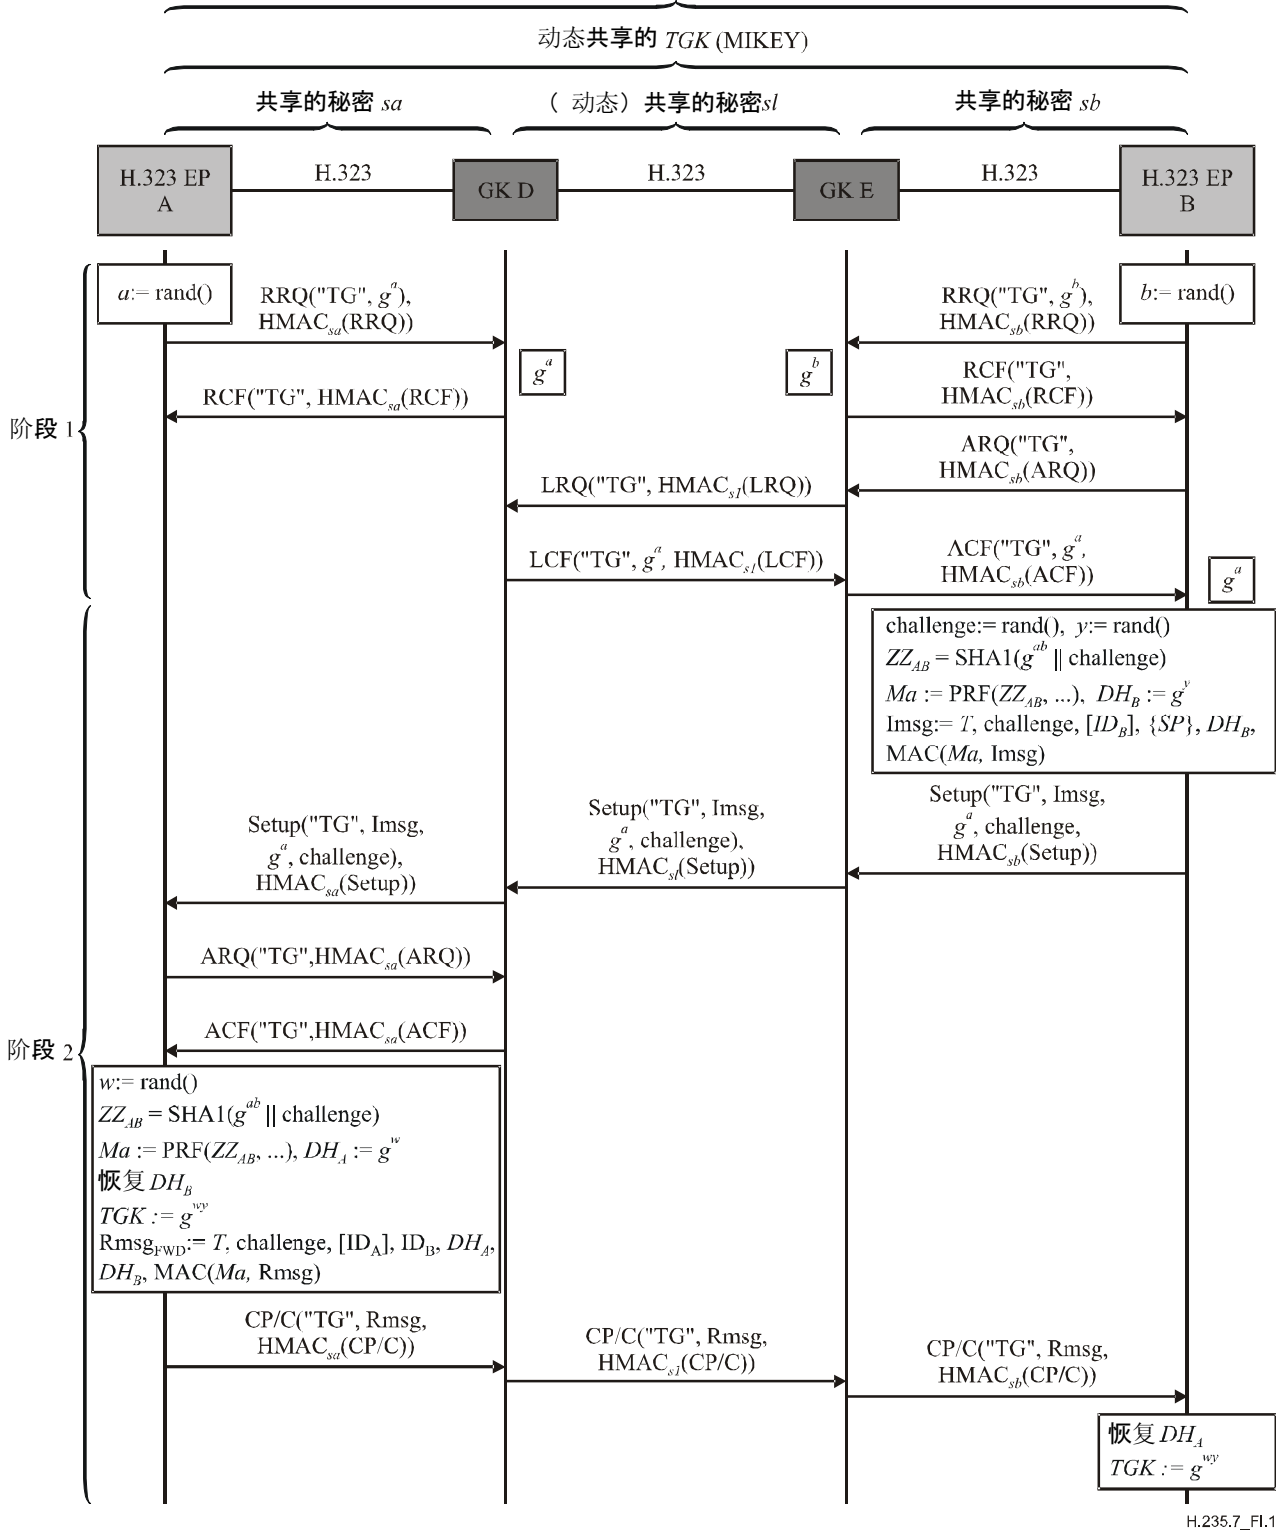 动态共享的 TGK (MIKEY)
共享的秘密 sa
（ 动态）共享的秘密sl
共享的秘密 sb
H.323 EP
A
H.323
GK D
H.323
GK E
H.323
H.323 EP
B
阶段 1
a:= rand()
RRQ("TG", g^a),
HMAC_sa(RRQ))
RRQ("TG", g^b),
HMAC_sb(RRQ))
b:= rand()
g^a
g^b
RCF("TG", HMAC_sa(RCF))
RCF("TG",
HMAC_sb(RCF))
ARQ("TG",
HMAC_sb(ARQ))
LRQ("TG", HMAC_s1(LRQ))
LCF("TG", g^a, HMAC_s1(LCF))
ACF("TG", g^a,
HMAC_sb(ACF))
g^a
阶段 2
challenge:= rand(), y:= rand()
ZZ_AB = SHA1(g^ab || challenge)
Ma := PRF(ZZ_AB, ...), DH_B := g^y
Imsg:= T, challenge, [ID_B], {SP}, DH_B,
MAC(Ma, Imsg)
Setup("TG", Imsg,
g^a, challenge,
HMAC_sb(Setup))
Setup("TG", Imsg,
g^a, challenge),
HMAC_sl(Setup))
Setup("TG", Imsg,
g^a, challenge),
HMAC_sa(Setup))
ARQ("TG",HMAC_sa(ARQ))
ACF("TG",HMAC_sa(ACF))
w:= rand()
ZZ_AB = SHA1(g^ab || challenge)
Ma := PRF(ZZ_AB, ...), DH_A := g^w
恢复 DH_B
TGK := g^wy
Rmsg_FWD:= T, challenge, [ID_A], ID_B, DH_A,
DH_B, MAC(Ma, Rmsg)
CP/C("TG", Rmsg,
HMAC_sa(CP/C))
CP/C("TG", Rmsg,
HMAC_s1(CP/C))
CP/C("TG", Rmsg,
HMAC_sb(CP/C))
恢复 DH_A
TGK := g^wy
H.235.7_FI.1